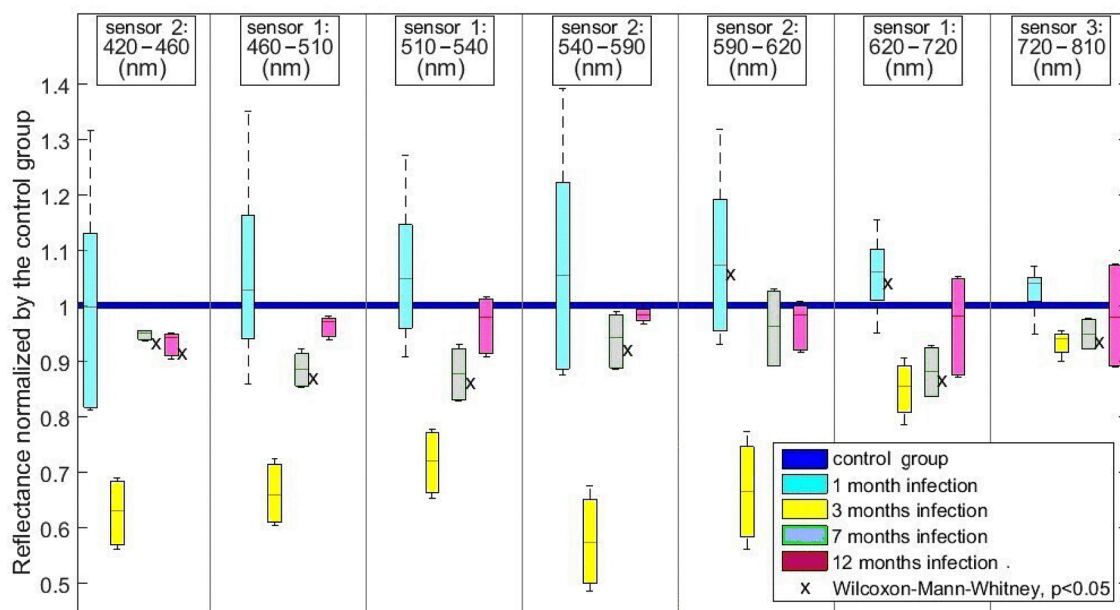 sensor 2:
420–460
(nm)
sensor 1:
460–510
(nm)
sensor 1:
510–540
(nm)
sensor 2:
540–590
(nm)
sensor 2:
590–620
(nm)
sensor 1:
620–720
(nm)
sensor 3:
720–810
(nm)
Reflectance normalized by the control group
1.4
1.3
1.2
1.1
1
0.9
0.8
0.7
0.6
0.5
x
x
x
x
x
x
x
x
x
control group
1 month infection
3 months infection
7 months infection
12 months infection .
x Wilcoxon-Mann-Whitney, p<0.05